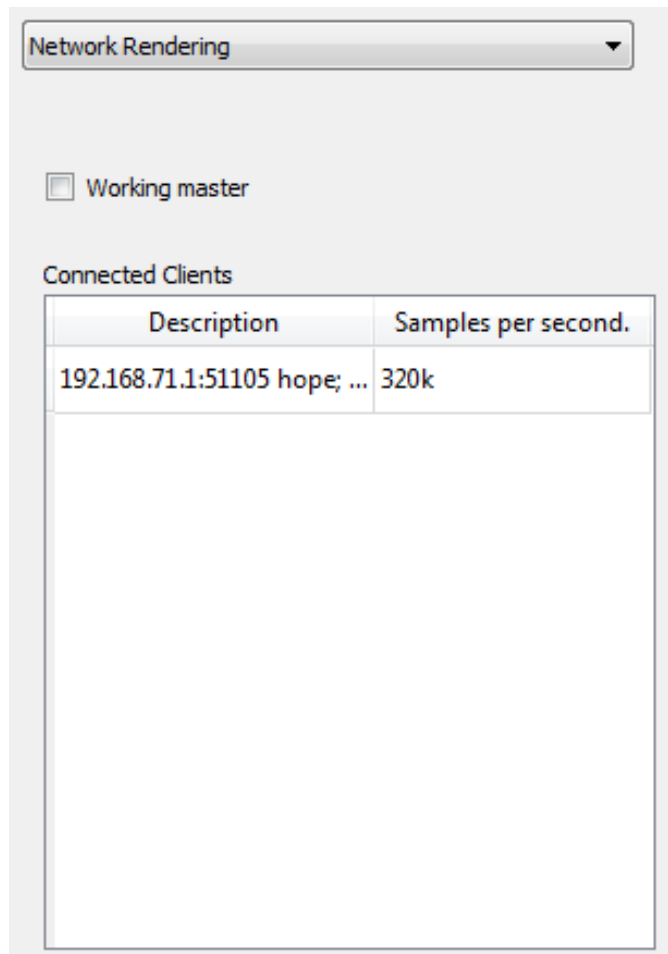 Network Rendering
Working master
Connected Clients
Description Samples per second.
192.168.71.1:51105 hope; ... 320k